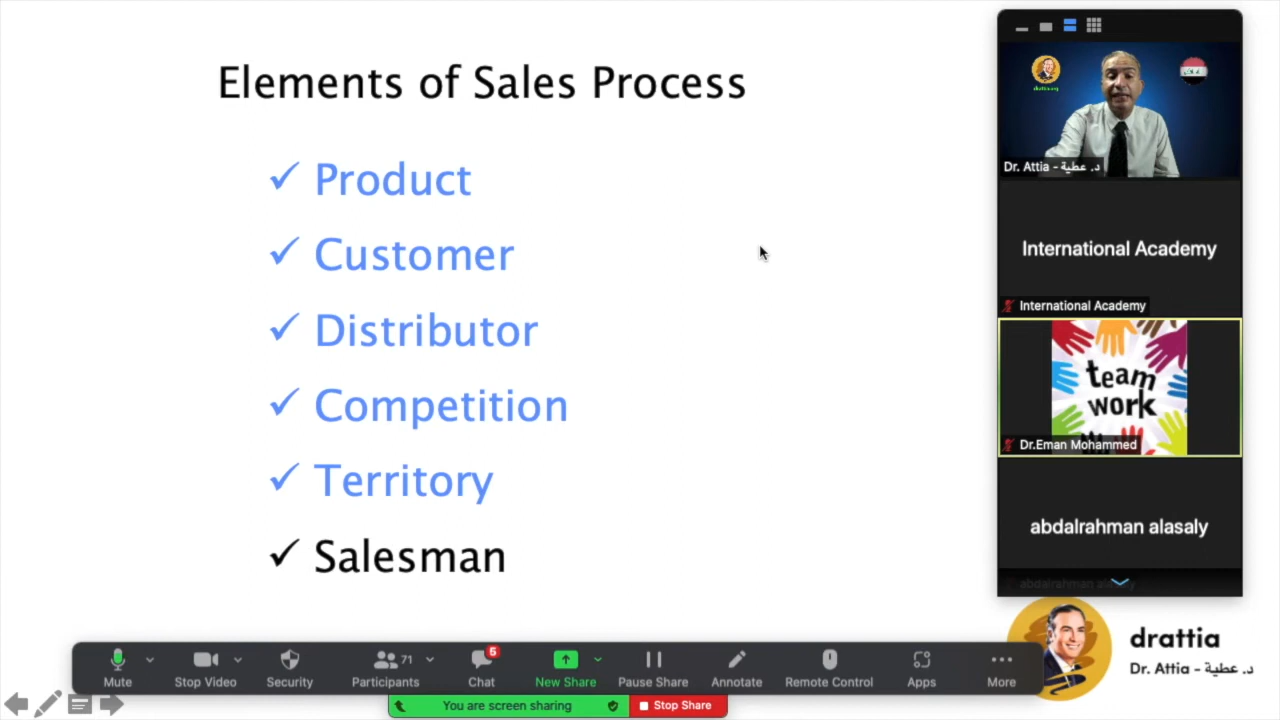 Elements of Sales Process
✓ Product
✓ Customer
✓ Distributor
✓ Competition
✓ Territory
✓ Salesman
Dr. Attia - د. عطية
International Academy
International Academy
team
work
Dr.Eman Mohammed
abdalrahman alasaly
drattia
Dr. Attia - د. عطية
Mute
Stop Video
Security
71
Participants
5
Chat
New Share
Pause Share
Annotate
Remote Control
Apps
More
You are screen sharing
Stop Share